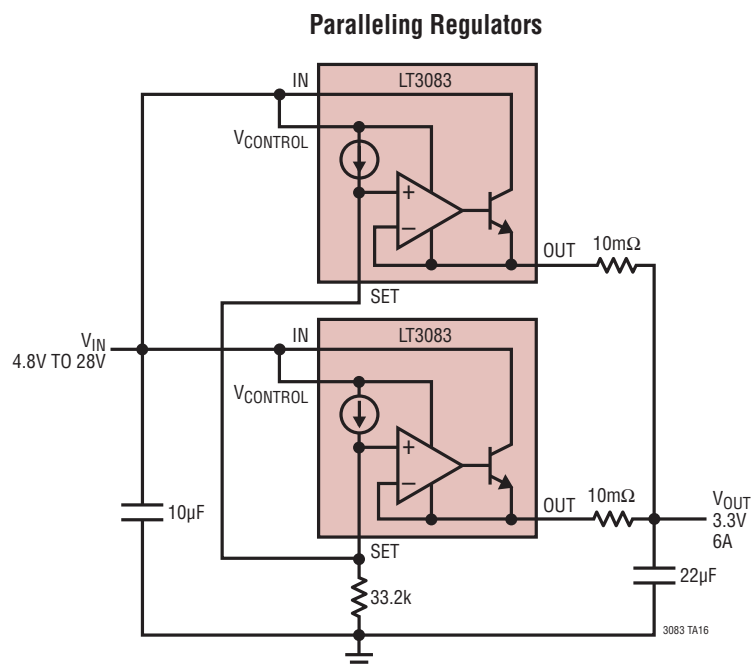 Paralleling Regulators
IN
LT3083
VCONTROL
+
–
OUT
10mΩ
SET
VIN
4.8V TO 28V
IN
LT3083
VCONTROL
+
–
OUT
10mΩ
VOUT
3.3V
6A
10µF
SET
33.2k
22µF
3083 TA16